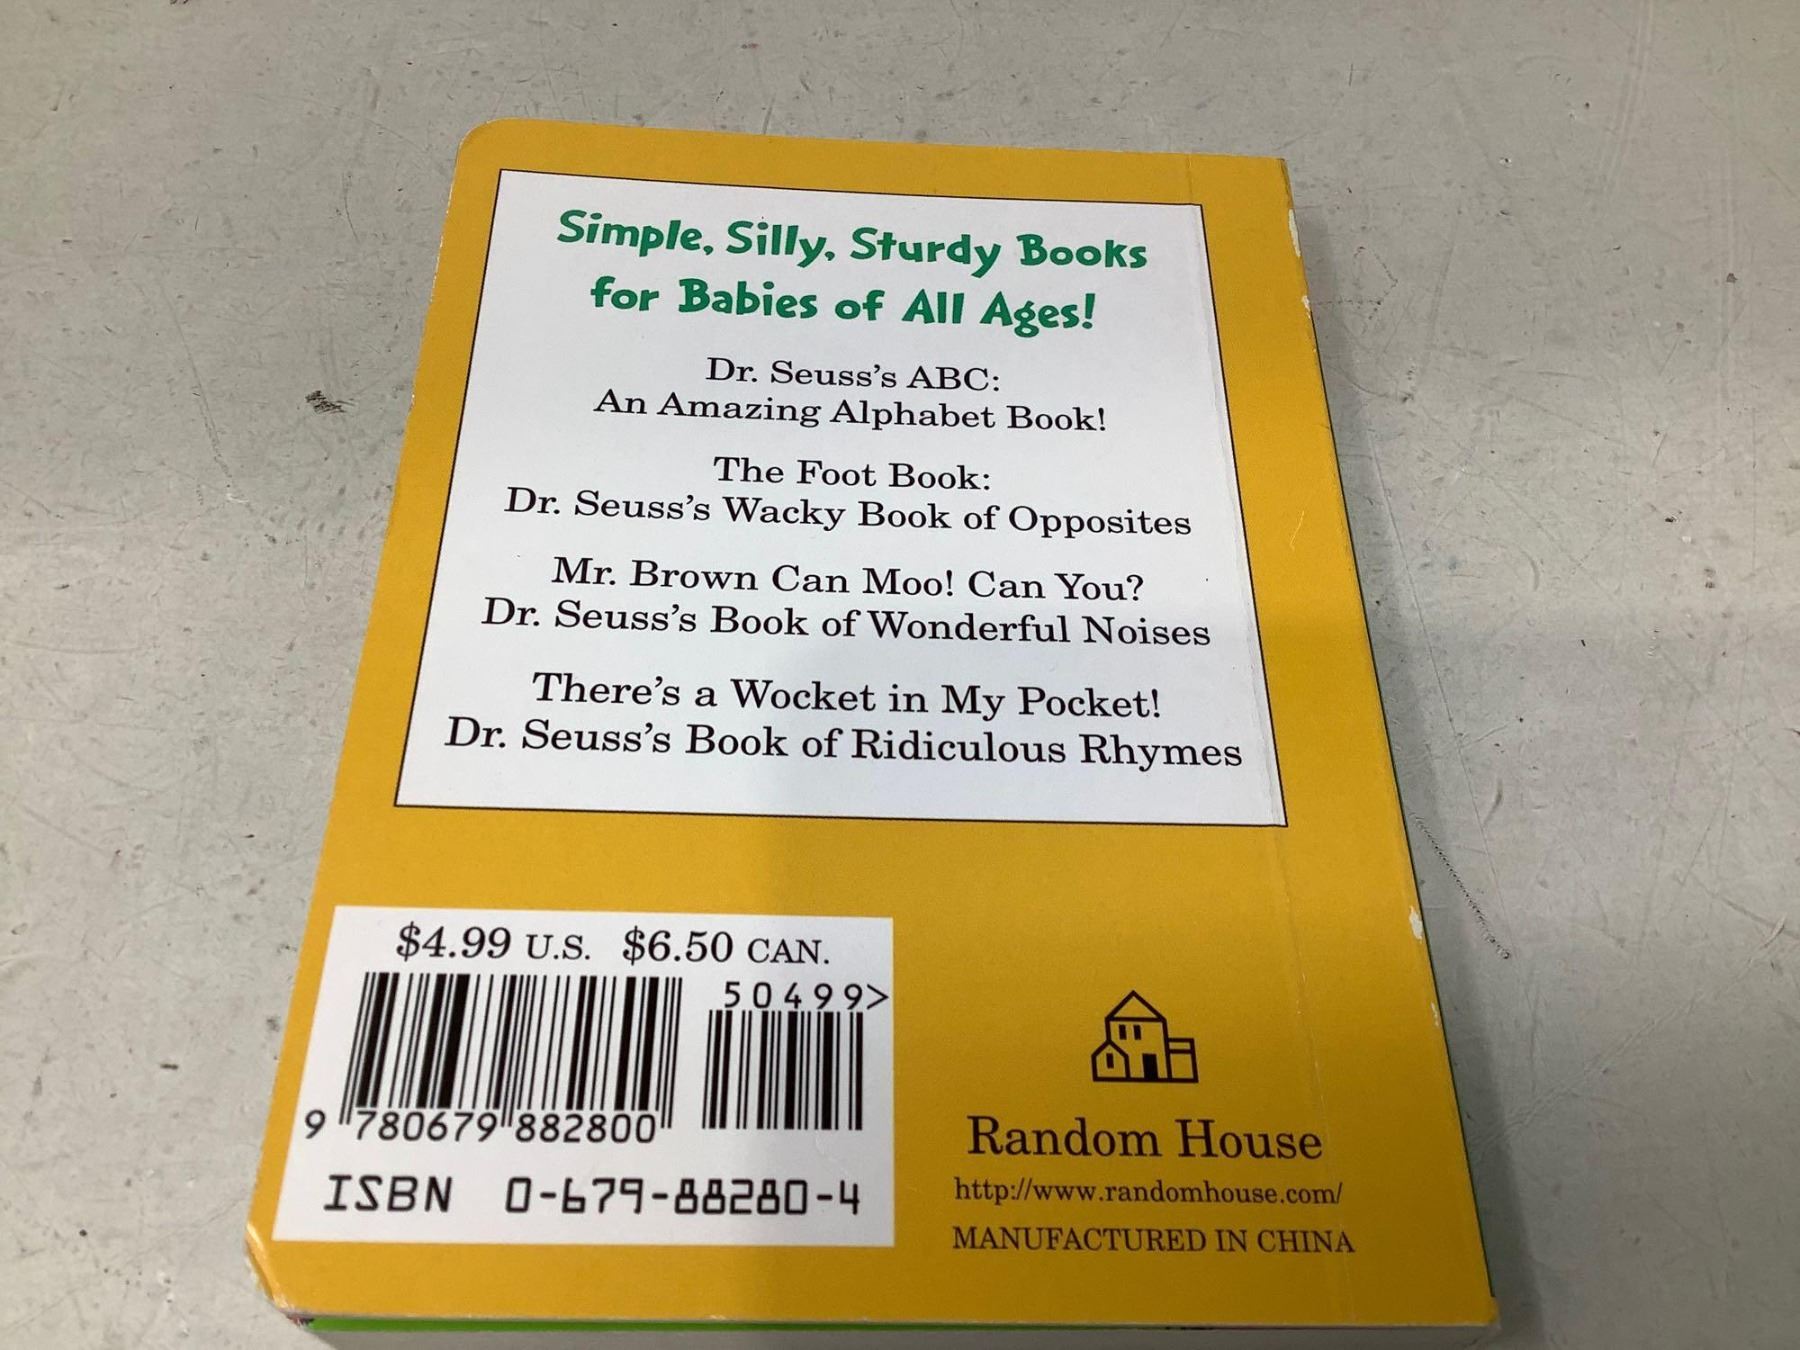 Simple, Silly, Sturdy Books
for Babies of All Ages!
Dr. Seuss's ABC:
An Amazing Alphabet Book!
The Foot Book:
Dr. Seuss's Wacky Book of Opposites
Mr. Brown Can Moo! Can You?
Dr. Seuss's Book of Wonderful Noises
There's a Wocket in My Pocket!
Dr. Seuss's Book of Ridiculous Rhymes
$4.99 U.S. $6.50 CAN.
50499>
9 780679 882800
ISBN 0-679-88280-4
Random House
http://www.randomhouse.com/
MANUFACTURED IN CHINA